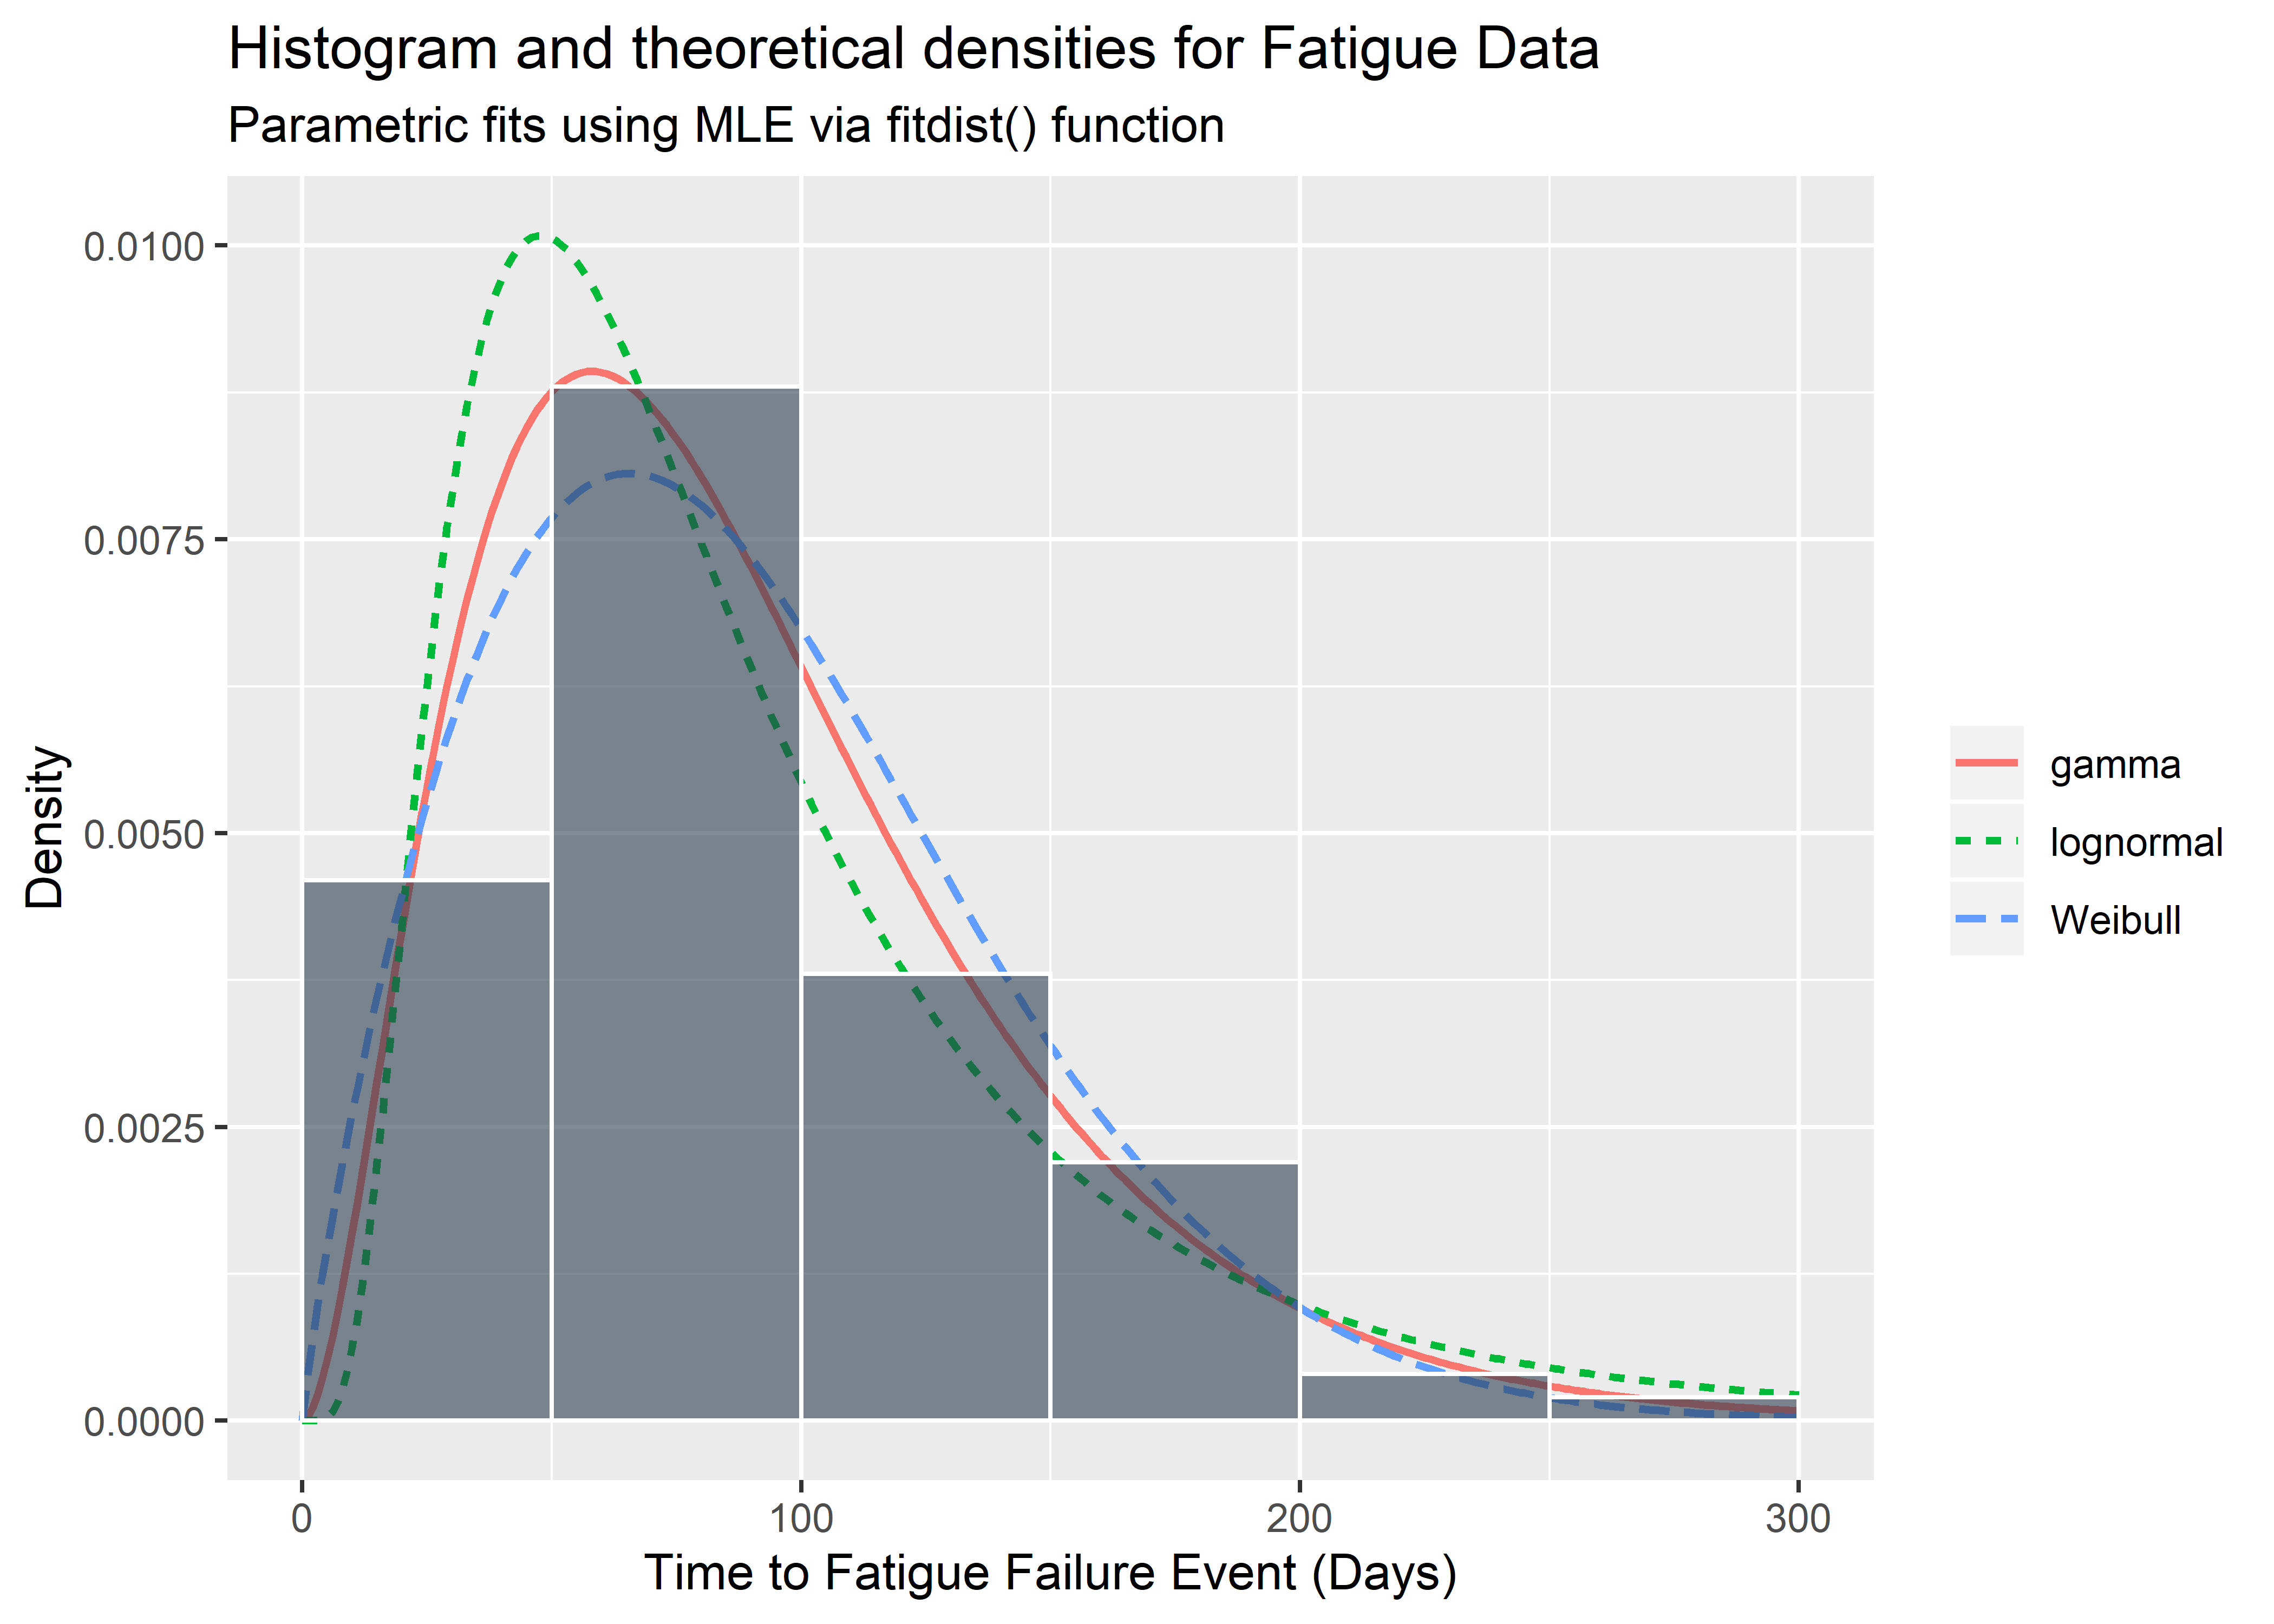 Histogram and theoretical densities for Fatigue Data
Parametric fits using MLE via fitdist() function
Density
0.0100
0.0075
0.0050
0.0025
0.0000
0
100
200
300
Time to Fatigue Failure Event (Days)
gamma
lognormal
Weibull